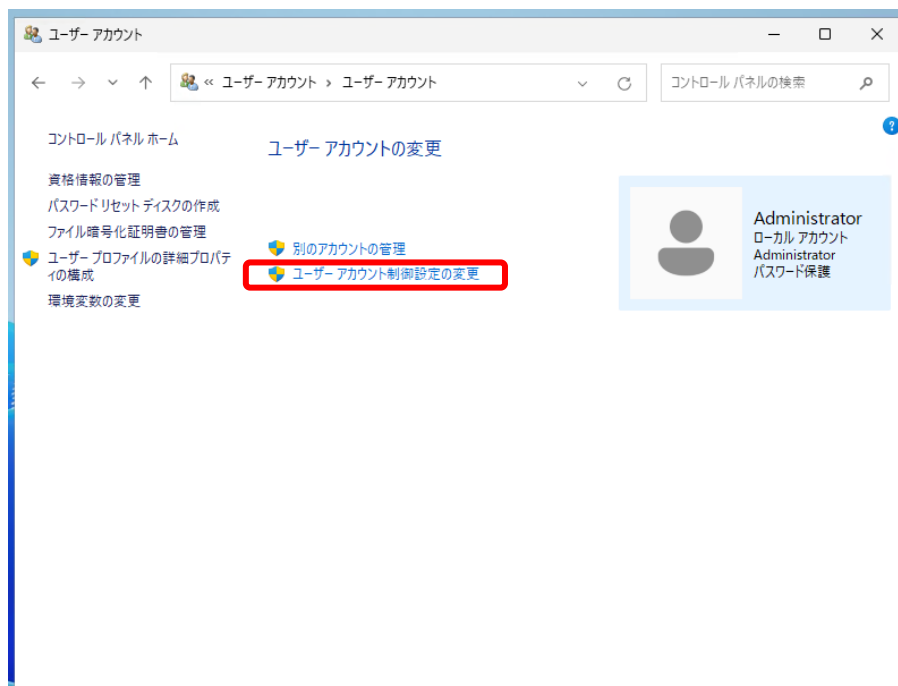 ユーザー アカウント
« ユーザー アカウント › ユーザー アカウント
コントロール パネルの検索
コントロール パネル ホーム
資格情報の管理
パスワード リセット ディスクの作成
ファイル暗号化証明書の管理
ユーザー プロファイルの詳細プロパテ
ィの構成
環境変数の変更
ユーザー アカウントの変更
別のアカウントの管理
ユーザー アカウント制御設定の変更
Administrator
ローカル アカウント
Administrator
パスワード保護
?